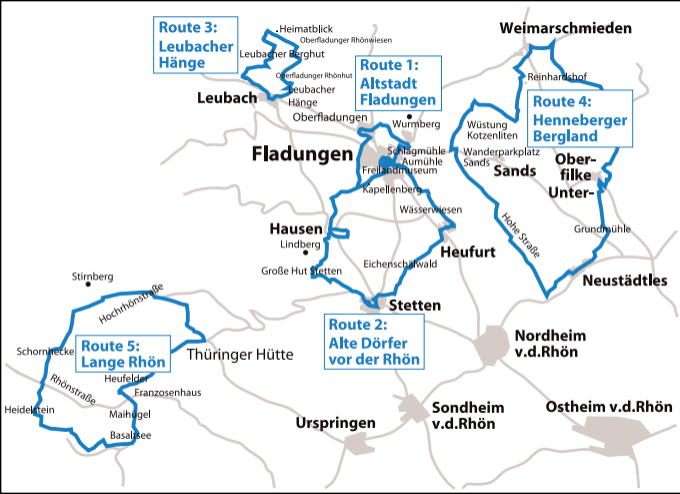 Route 3:
Leubacher
Hänge
Heimatblick
Oberfladunger Rhönwiesen
Leubacher Berghut
Oberfladunger Rhönhut
Leubacher
Hänge
Leubach
Oberfladungen
Route 1:
Altstadt
Fladungen
Wurmberg
Fladungen
Schlagmühle
Aumühle
Freilandmuseum
Kapellenberg
Wässerwiesen
Hausen
Lindberg
Heufurt
Große Hut Stetten
Eichenschälwald
Stetten
Route 2:
Alte Dörfer
vor der Rhön
Weimarschmieden
Reinhardshof
Route 4:
Henneberger
Bergland
Wüstung
Kotzenliten
Wanderparkplatz
Sands
Sands
Ober-
filke
Unter-
Hohe Straße
Grundmühle
Neustädtles
Stirnberg
Hochrhönstraße
Route 5:
Lange Rhön
Schornhecke
Thüringer Hütte
Rhönstraße
Heufelder
Franzosenhaus
Heidelstein
Maihügel
Basaltsee
Nordheim
v.d.Rhön
Sondheim
v.d.Rhön
Urspringen
Ostheim v.d.Rhön